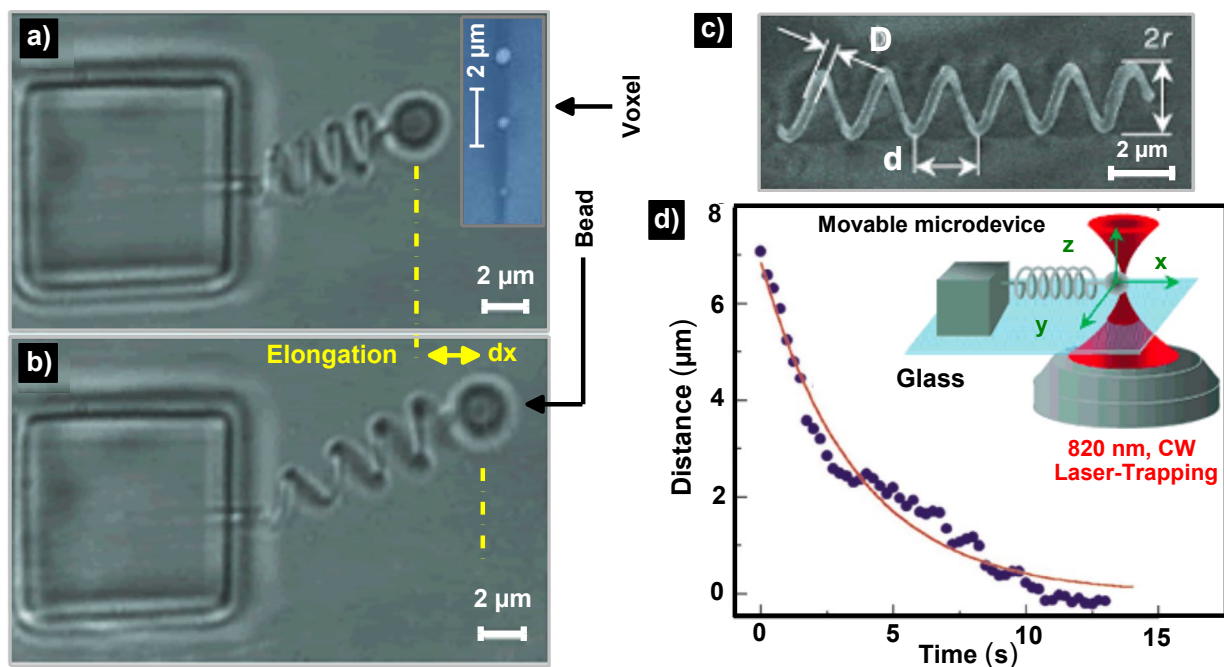 a)
2 µm
Voxel
2 µm
Bead
b)
Elongation
dx
2 µm
c)
D
2r
d
2 µm
d)
Movable microdevice
z
x
y
Glass
820 nm, CW
Laser-Trapping
Distance (µm)
8
6
4
2
0
0
5
10
15
Time (s)